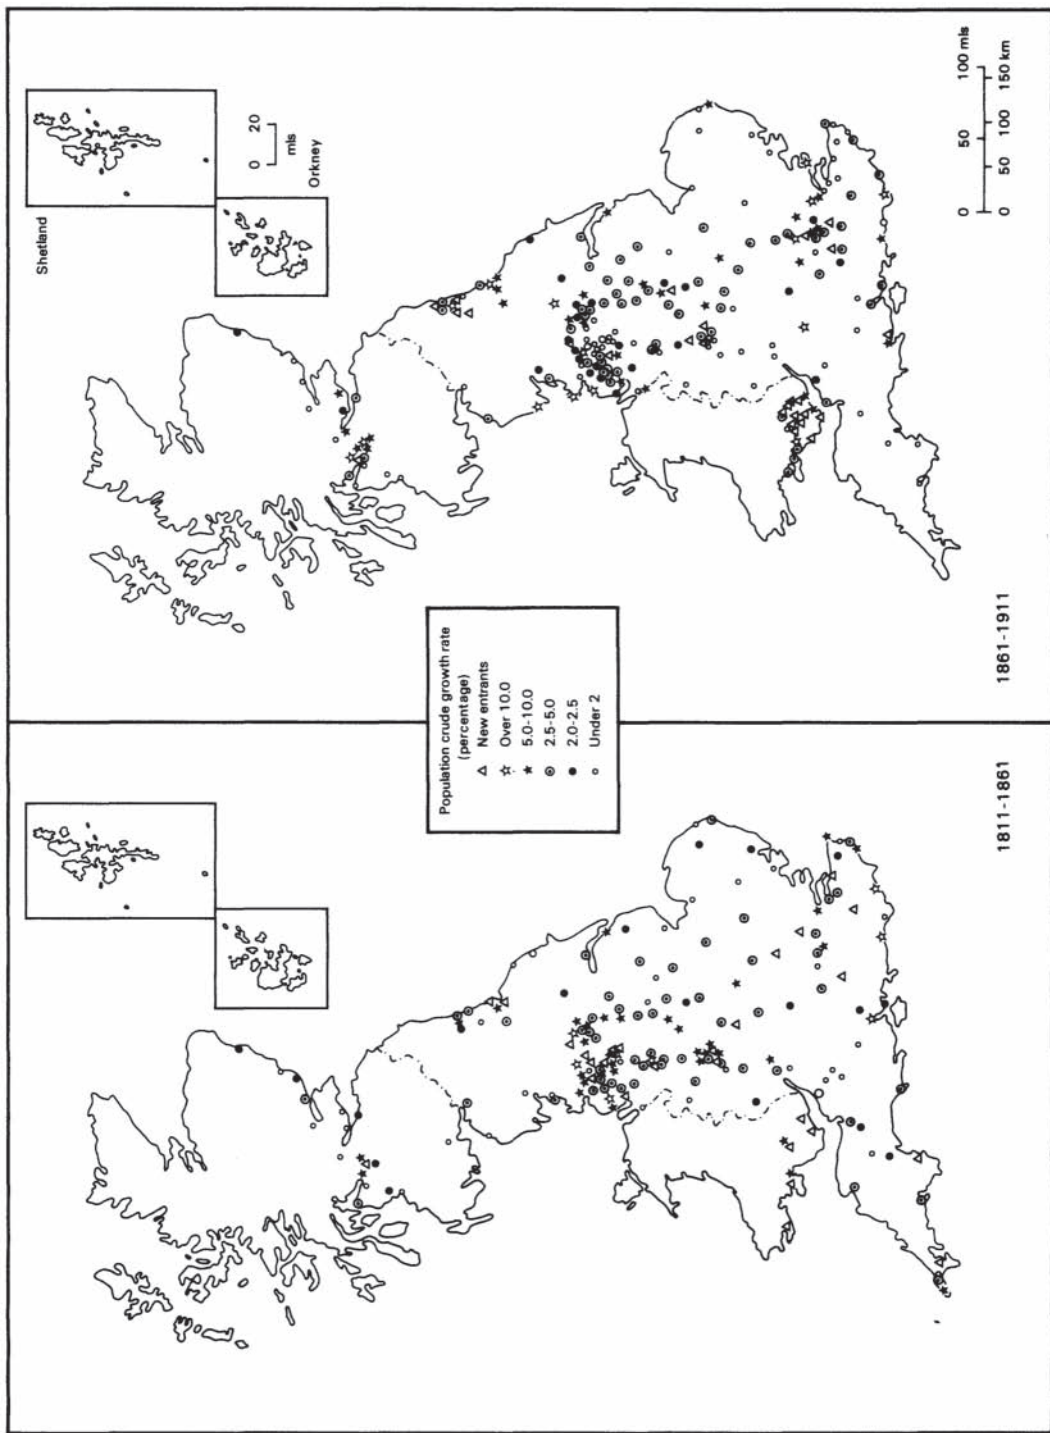 Shetland
0 20
mls
Orkney
Population crude growth rate
(percentage)
New entrants
Over 10.0
5.0-10.0
2.5-5.0
2.0-2.5
Under 2
1811-1861
1861-1911
0 50 100 mls
0 50 100 150 km